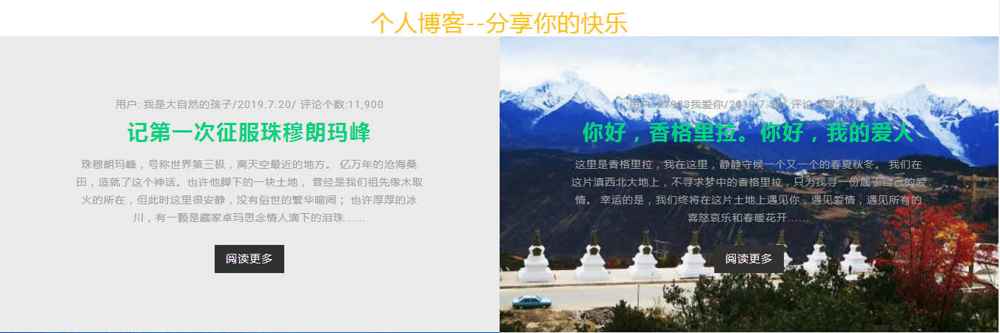 个人博客--分享你的快乐
用户: 我是大自然的孩子/2019.7.20/ 评论个数:11,900
记第一次征服珠穆朗玛峰
珠穆朗玛峰，号称世界第三极，离天空最近的地方。 亿万年的沧海桑
田，造就了这个神话。也许他脚下的一块土地， 曾经是我们祖先缘木取
火的所在，但此时这里很安静，没有俗世的繁华喧闹； 也许厚厚的冰
川，有一颗是藏家卓玛思念情人滴下的泪珠......
阅读更多
我爱你/2019.7. 评论个数
你好，香格里拉。你好，我的爱人
这里是香格里拉，我在这里，静静守候一个又一个的春夏秋冬。 我们在
这片滇西北大地上，不寻求梦中的香格里拉，只为找寻一份属于自己的爱
情。 幸运的是，我们终将在这片土地上遇见你，遇见爱情，遇见所有的
喜怒哀乐和春暖花开......
阅读更多